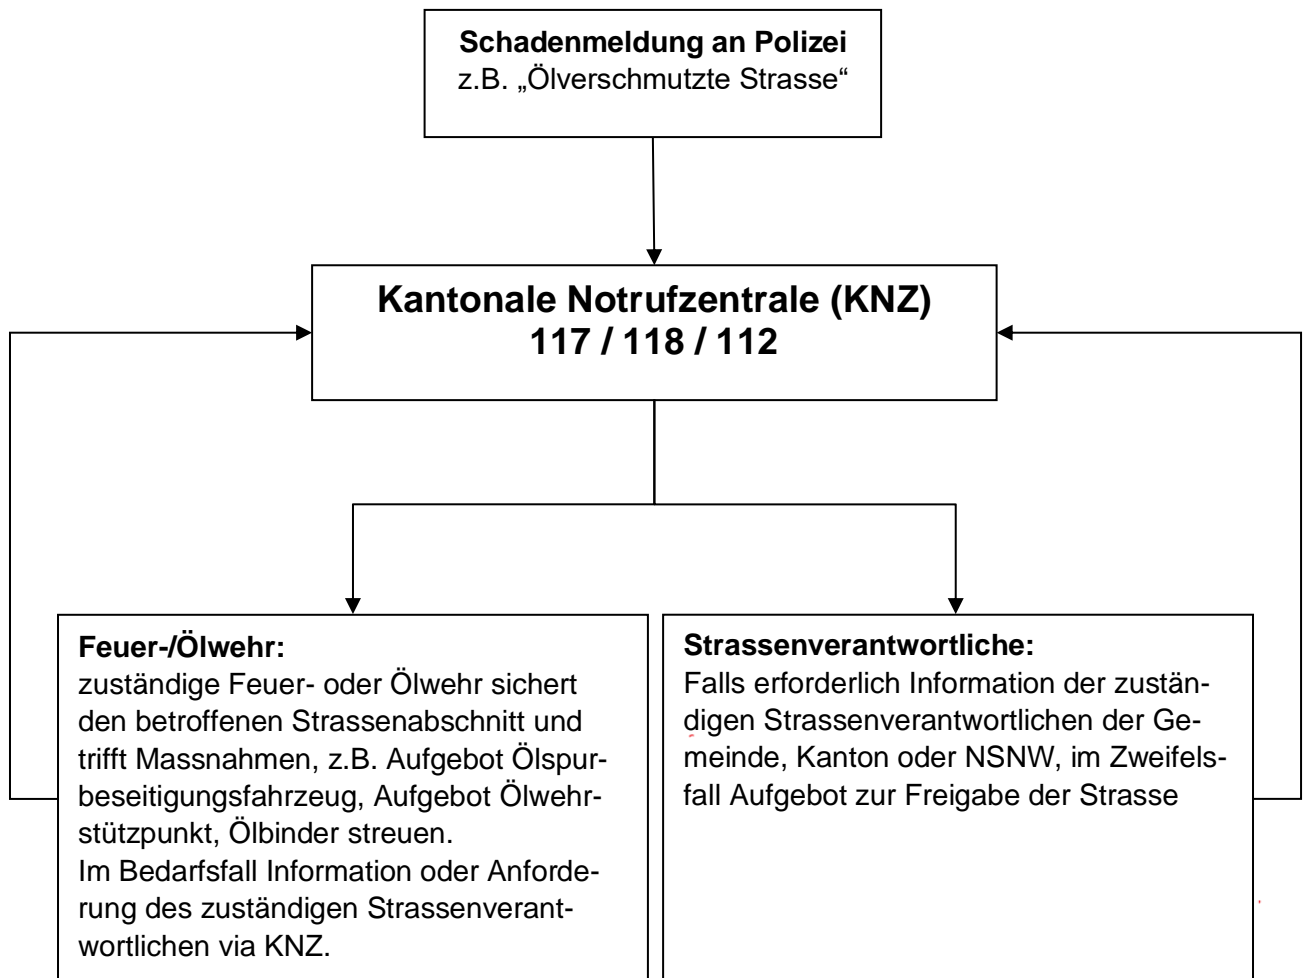 Schadenmeldung an Polizei
z.B. „Ölverschmutzte Strasse“
Kantonale Notrufzentrale (KNZ)
117 / 118 / 112
Feuer-/Ölwehr:
zuständige Feuer- oder Ölwehr sichert
den betroffenen Strassenabschnitt und
trifft Massnahmen, z.B. Aufgebot Ölspur-
beseitigungsfahrzeug, Aufgebot Ölwehr-
stützpunkt, Ölbinder streuen.
Im Bedarfsfall Information oder Anforde-
rung des zuständigen Strassenverant-
wortlichen via KNZ.
Strassenverantwortliche:
Falls erforderlich Information der zustän-
digen Strassenverantwortlichen der Ge-
meinde, Kanton oder NSNW, im Zweifels-
fall Aufgebot zur Freigabe der Strasse